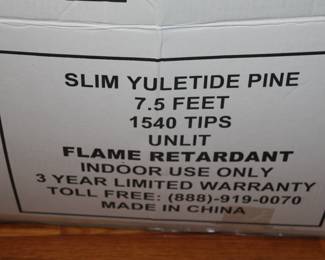 SLIM YULETIDE PINE
7.5 FEET
1540 TIPS
UNLIT
FLAME RETARDANT
INDOOR USE ONLY
3 YEAR LIMITED WARRANTY
TOLL FREE: (888)-919-0070
MADE IN CHINA